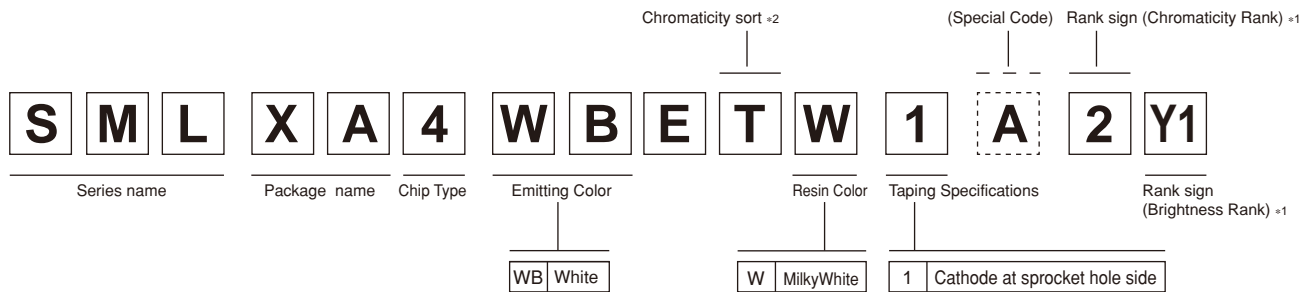 Chromaticity sort *2 (Special Code) Rank sign (Chromaticity Rank) *1
S M L X A 4 W B E T W 1 A 2 Y1
Series name Package name Chip Type Emitting Color Resin Color Taping Specifications Rank sign
(Brightness Rank) *1
WB White W MilkyWhite 1 Cathode at sprocket hole side